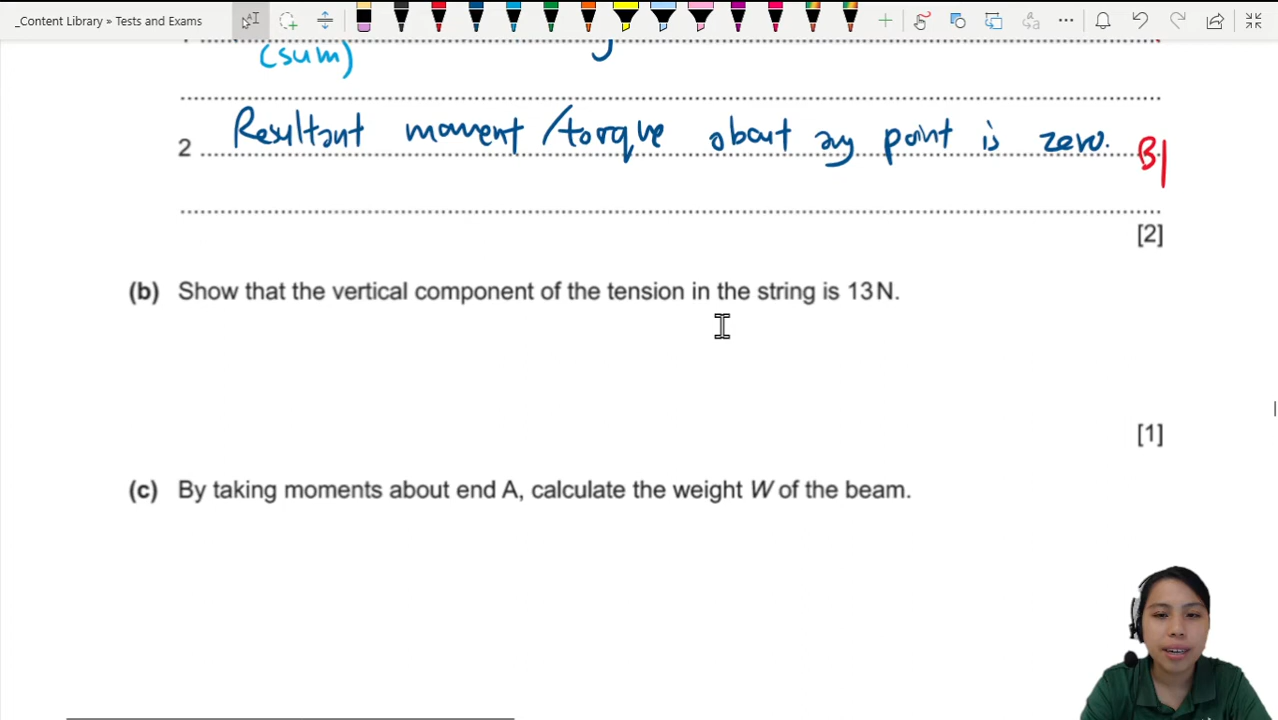 _Content Library » Tests and Exams
(sum)
2 Resultant moment/torque about any point is zero. B1
[2]
(b) Show that the vertical component of the tension in the string is 13N.
[1]
(c) By taking moments about end A, calculate the weight W of the beam.